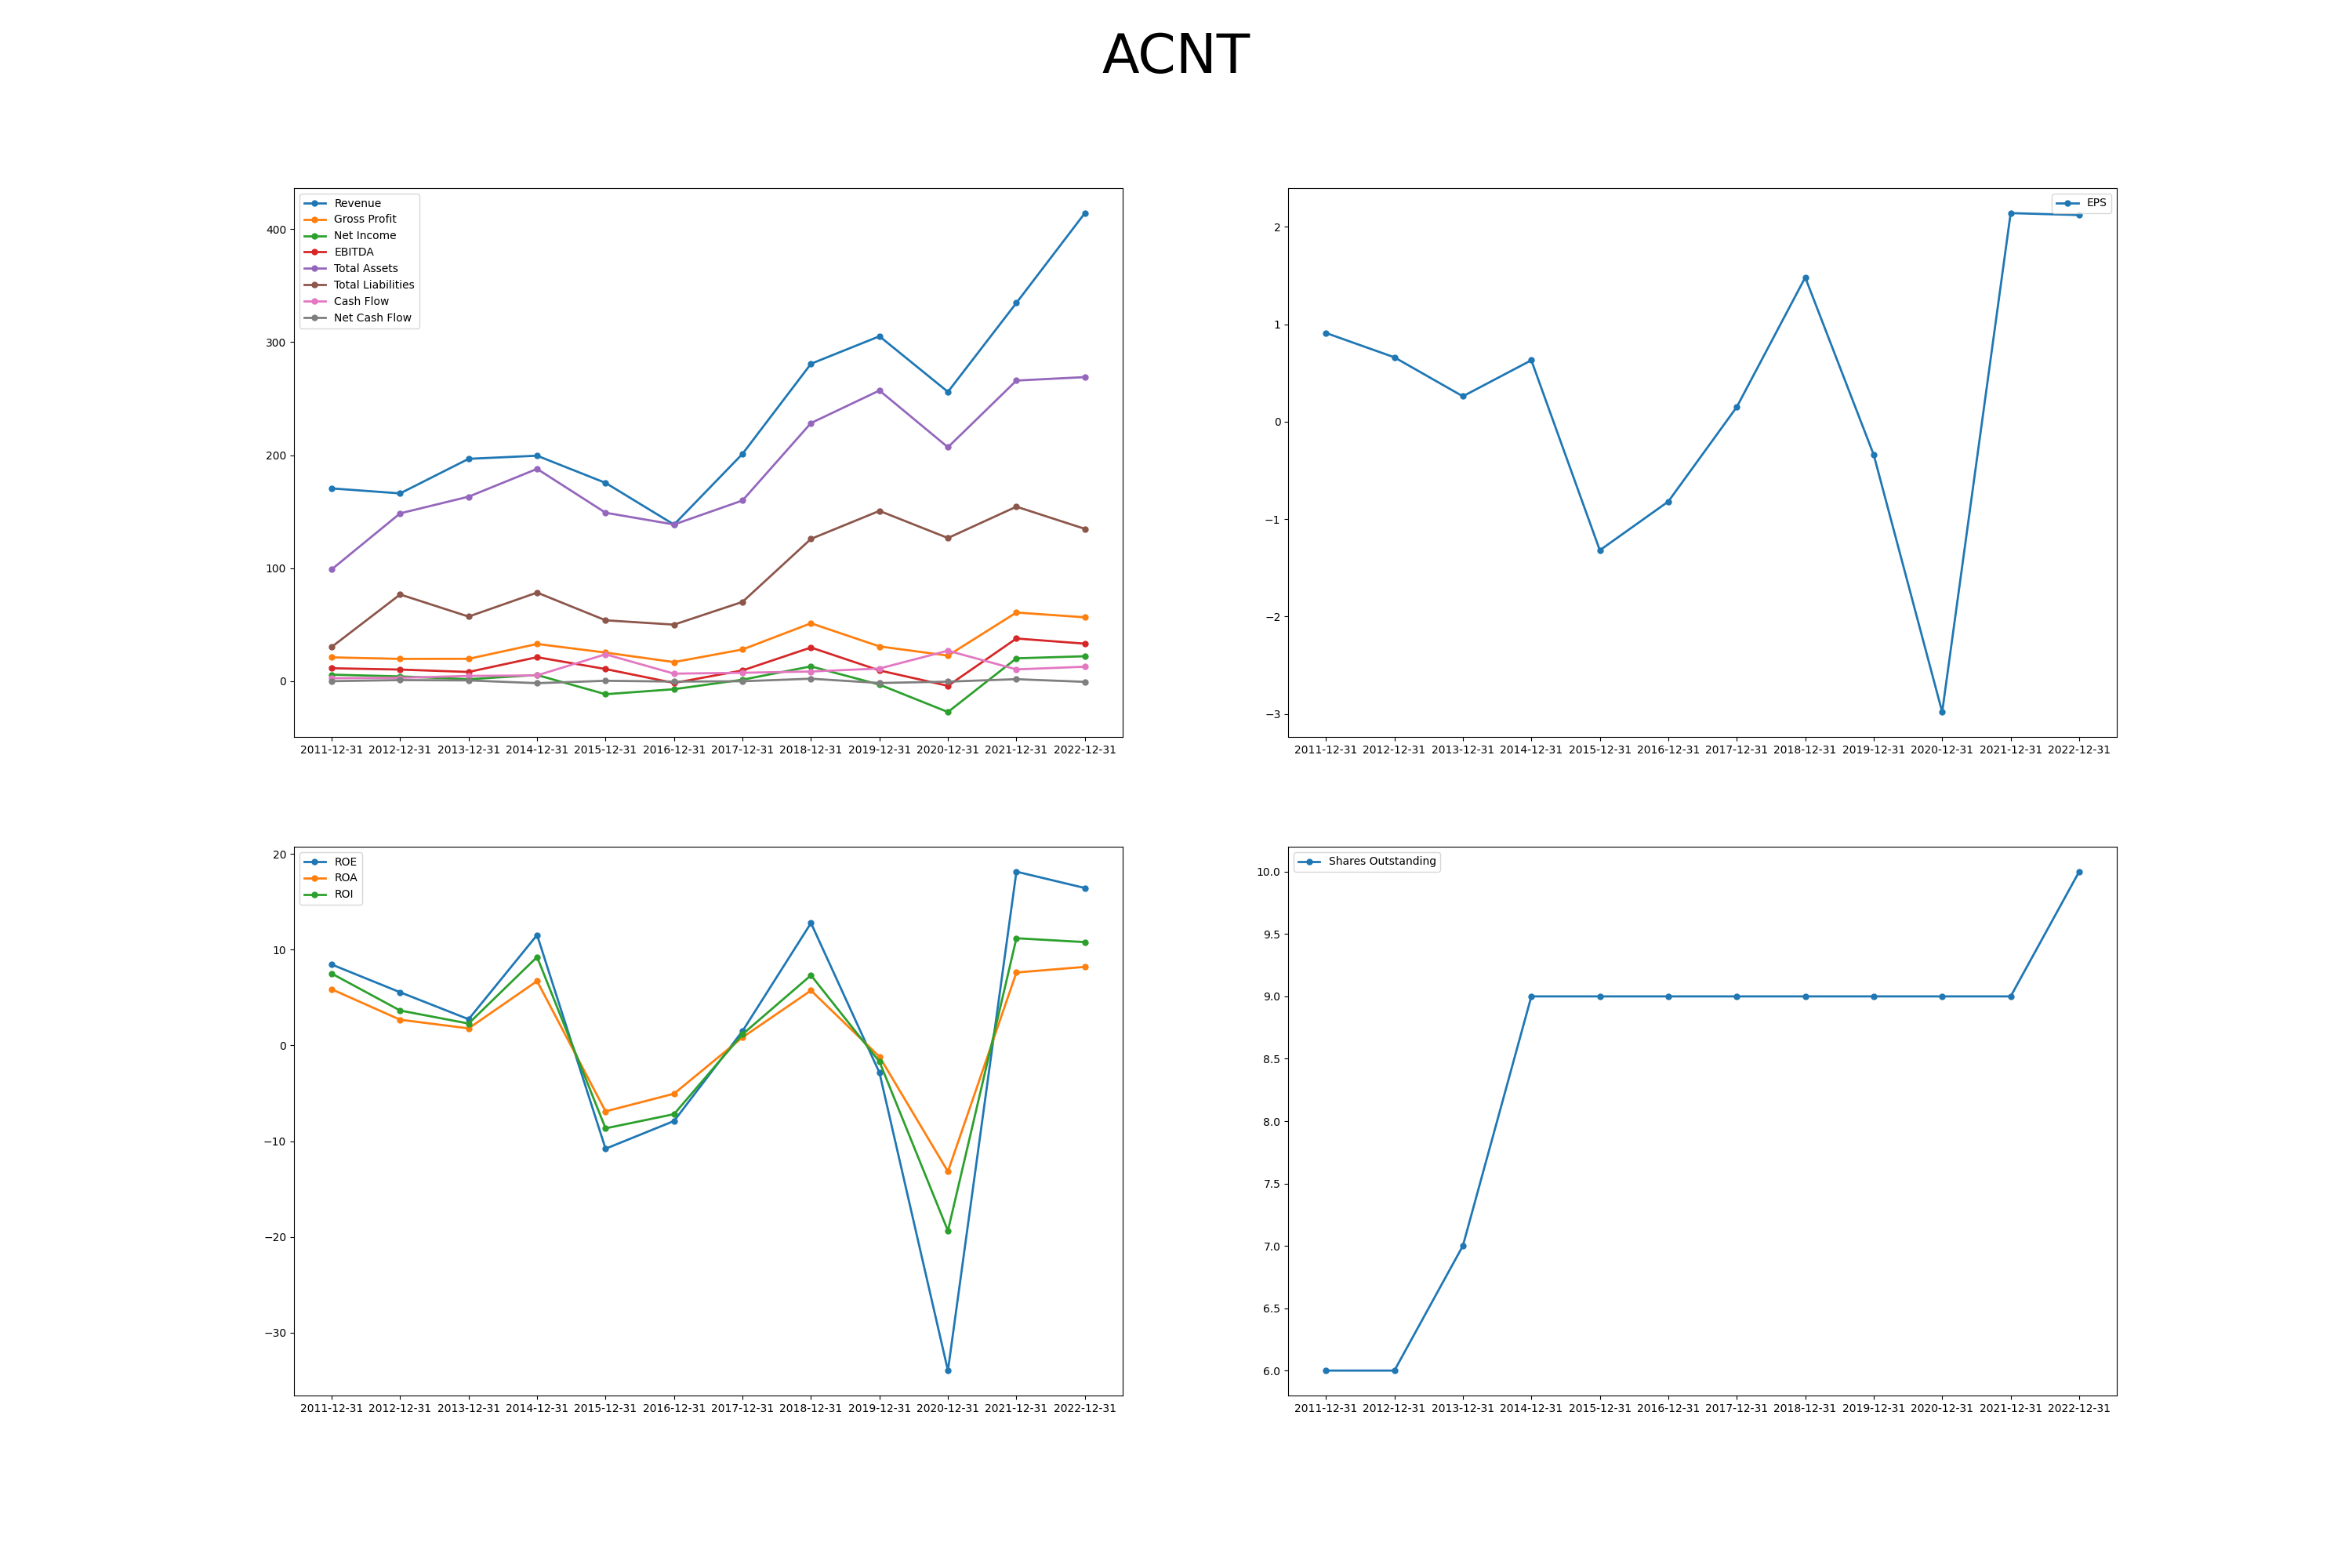 ACNT
Revenue
Gross Profit
Net Income
EBITDA
Total Assets
Total Liabilities
Cash Flow
Net Cash Flow
400
300
200
100
0
2011-12-31 2012-12-31 2013-12-31 2014-12-31 2015-12-31 2016-12-31 2017-12-31 2018-12-31 2019-12-31 2020-12-31 2021-12-31 2022-12-31
EPS
2
1
0
−1
−2
−3
2011-12-31 2012-12-31 2013-12-31 2014-12-31 2015-12-31 2016-12-31 2017-12-31 2018-12-31 2019-12-31 2020-12-31 2021-12-31 2022-12-31
ROE
ROA
ROI
20
10
0
−10
−20
−30
2011-12-31 2012-12-31 2013-12-31 2014-12-31 2015-12-31 2016-12-31 2017-12-31 2018-12-31 2019-12-31 2020-12-31 2021-12-31 2022-12-31
Shares Outstanding
10.0
9.5
9.0
8.5
8.0
7.5
7.0
6.5
6.0
2011-12-31 2012-12-31 2013-12-31 2014-12-31 2015-12-31 2016-12-31 2017-12-31 2018-12-31 2019-12-31 2020-12-31 2021-12-31 2022-12-31